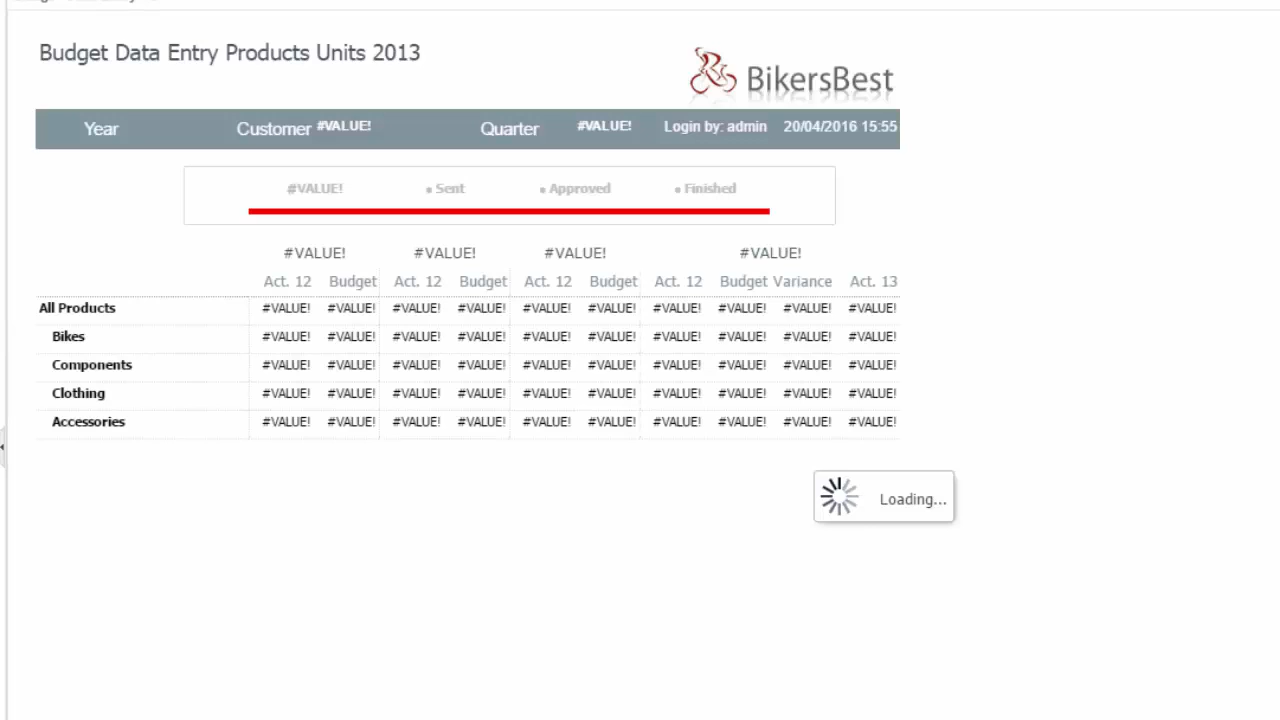 Budget Data Entry Products Units 2013
BikersBest
Year Customer #VALUE! Quarter #VALUE! Login by: admin 20/04/2016 15:55
#VALUE! • Sent • Approved • Finished
#VALUE! #VALUE! #VALUE! #VALUE!
Act. 12 Budget Act. 12 Budget Act. 12 Budget Act. 12 Budget Variance Act. 13
All Products #VALUE! #VALUE! #VALUE! #VALUE! #VALUE! #VALUE! #VALUE! #VALUE! #VALUE! #VALUE!
Bikes #VALUE! #VALUE! #VALUE! #VALUE! #VALUE! #VALUE! #VALUE! #VALUE! #VALUE! #VALUE!
Components #VALUE! #VALUE! #VALUE! #VALUE! #VALUE! #VALUE! #VALUE! #VALUE! #VALUE! #VALUE!
Clothing #VALUE! #VALUE! #VALUE! #VALUE! #VALUE! #VALUE! #VALUE! #VALUE! #VALUE! #VALUE!
Accessories #VALUE! #VALUE! #VALUE! #VALUE! #VALUE! #VALUE! #VALUE! #VALUE! #VALUE! #VALUE!
Loading...